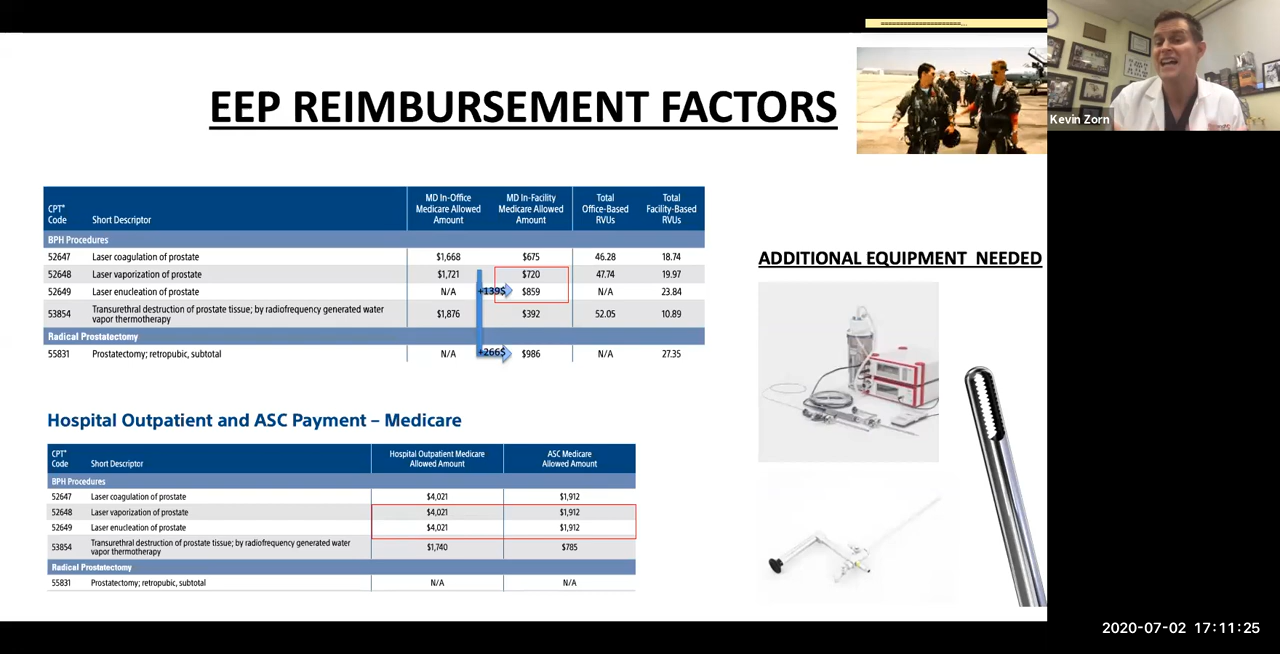 EEP REIMBURSEMENT FACTORS
Kevin Zorn
CPT* Code Short Descriptor MD In-Office Medicare Allowed Amount MD In-Facility Medicare Allowed Amount Total Office-Based RVUs Total Facility-Based RVUs
BPH Procedures
52647 Laser coagulation of prostate $1,668 $675 46.28 18.74
52648 Laser vaporization of prostate $1,721 $720 47.74 19.97
52649 Laser enucleation of prostate N/A +139$ $859 N/A 23.84
53854 Transurethral destruction of prostate tissue; by radiofrequency generated water vapor thermotherapy $1,876 $392 52.05 10.89
Radical Prostatectomy
55831 Prostatectomy; retropubic, subtotal N/A +266$ $986 N/A 27.35
ADDITIONAL EQUIPMENT NEEDED
Hospital Outpatient and ASC Payment – Medicare
CPT* Code Short Descriptor Hospital Outpatient Medicare Allowed Amount ASC Medicare Allowed Amount
BPH Procedures
52647 Laser coagulation of prostate $4,021 $1,912
52648 Laser vaporization of prostate $4,021 $1,912
52649 Laser enucleation of prostate $4,021 $1,912
53854 Transurethral destruction of prostate tissue; by radiofrequency generated water vapor thermotherapy $1,740 $785
Radical Prostatectomy
55831 Prostatectomy; retropubic, subtotal N/A N/A
2020-07-02 17:11:25